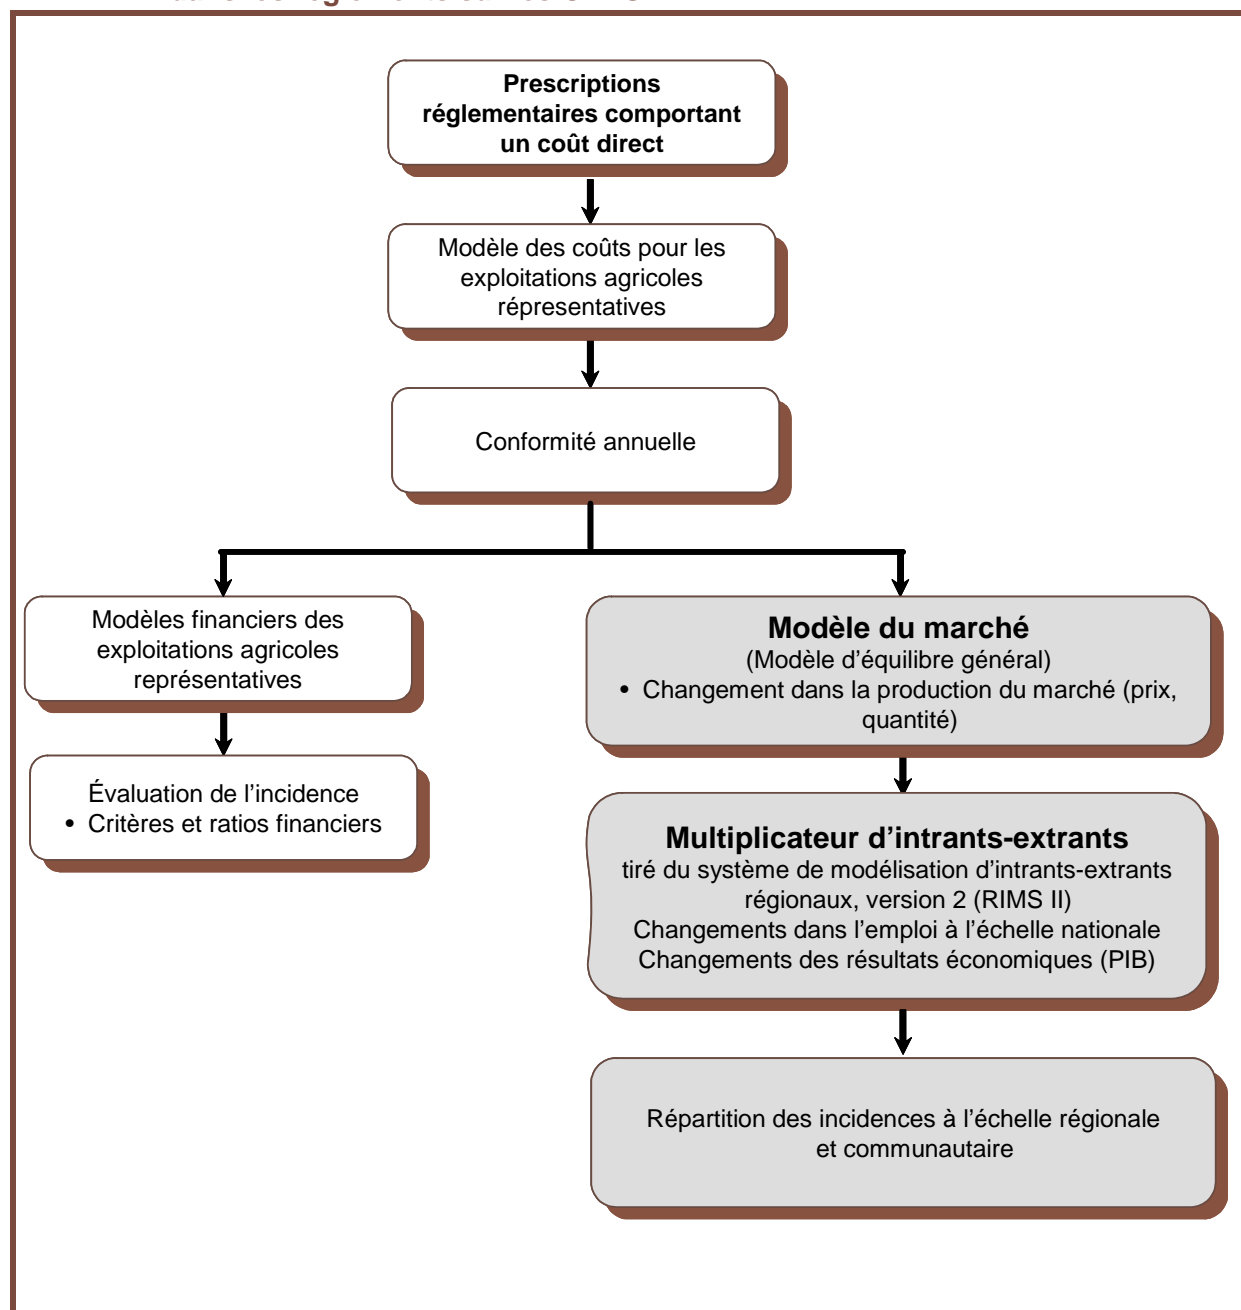 Prescriptions
réglementaires comportant
un coût direct
Modèle des coûts pour les
exploitations agricoles
réprésentatives
Conformité annuelle
Modèles financiers des
exploitations agricoles
représentatives
Évaluation de l’incidence
• Critères et ratios financiers
Modèle du marché
(Modèle d’équilibre général)
• Changement dans la production du marché (prix,
quantité)
Multiplicateur d’intrants-extrants
tiré du système de modélisation d’intrants-extrants
régionaux, version 2 (RIMS II)
Changements dans l’emploi à l’échelle nationale
Changements des résultats économiques (PIB)
Répartition des incidences à l’échelle régionale
et communautaire